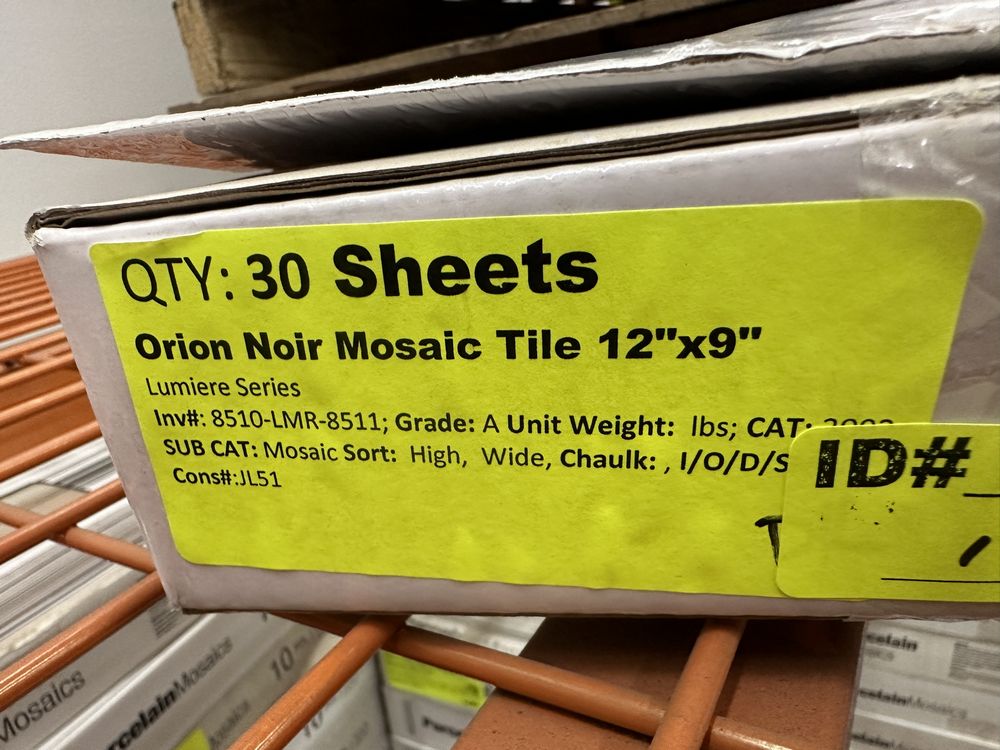 QTY: 30 Sheets
Orion Noir Mosaic Tile 12"x9"
Lumiere Series
Inv#: 8510-LMR-8511; Grade: A Unit Weight: lbs; CAT:
SUB CAT: Mosaic Sort: High, Wide, Chaulk: , I/O/D/S
Cons#:JL51
ID#
Mosaics
Mosaics
10